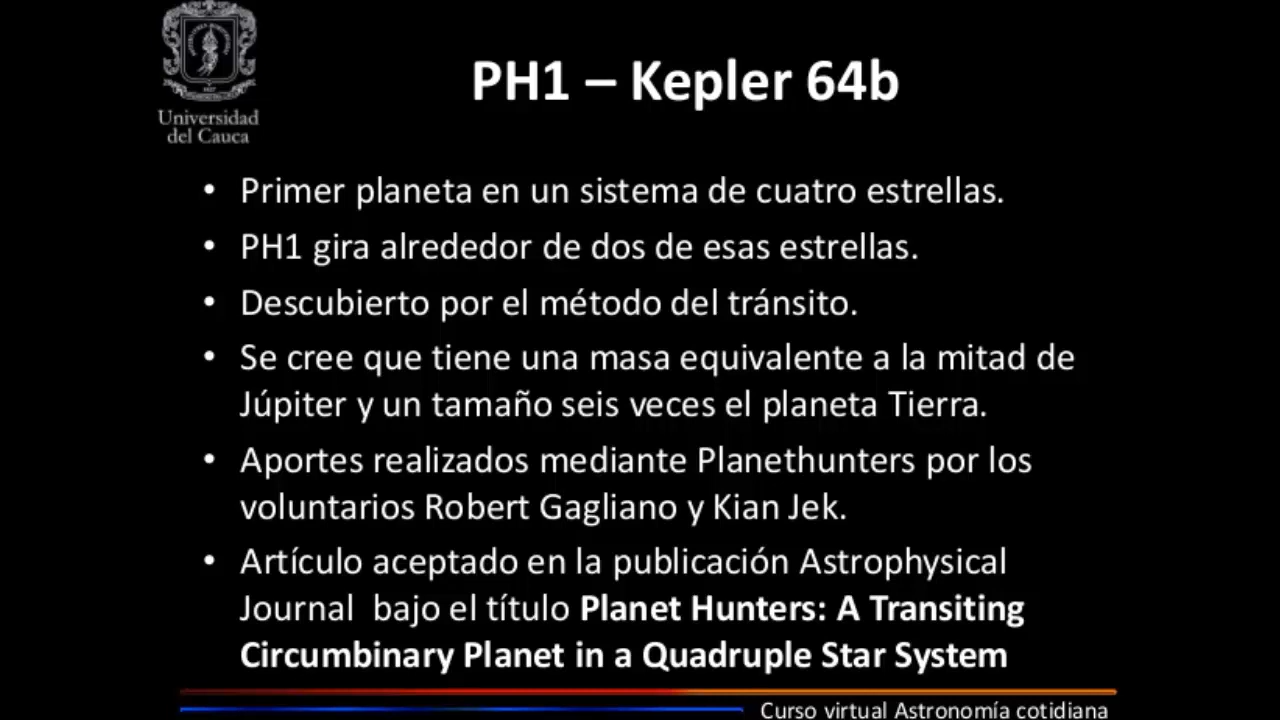 Universidad
del Cauca
PH1 – Kepler 64b
• Primer planeta en un sistema de cuatro estrellas.
• PH1 gira alrededor de dos de esas estrellas.
• Descubierto por el método del tránsito.
• Se cree que tiene una masa equivalente a la mitad de
Júpiter y un tamaño seis veces el planeta Tierra.
• Aportes realizados mediante Planethunters por los
voluntarios Robert Gagliano y Kian Jek.
• Artículo aceptado en la publicación Astrophysical
Journal bajo el título Planet Hunters: A Transiting
Circumbinary Planet in a Quadruple Star System
Curso virtual Astronomía cotidiana